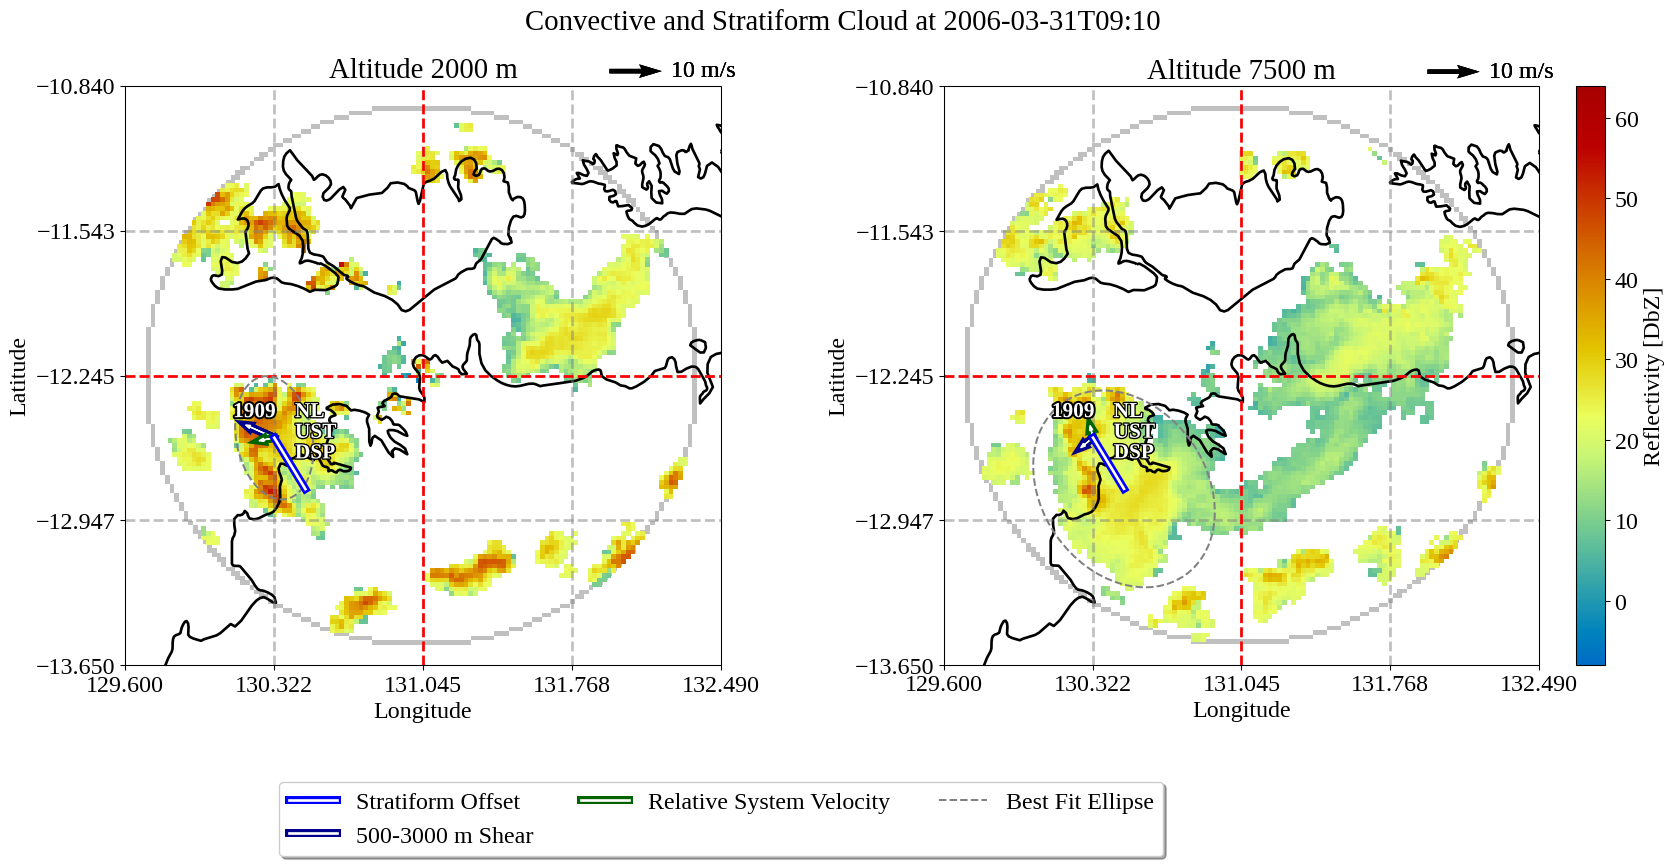 Convective and Stratiform Cloud at 2006-03-31T09:10
Altitude 2000 m
10 m/s
−10.840
−11.543
−12.245
−12.947
−13.650
Latitude
1909
NL
UST
DSP
129.600
130.322
131.045
131.768
132.490
Longitude
Altitude 7500 m
10 m/s
−10.840
−11.543
−12.245
−12.947
−13.650
Latitude
1909
NL
UST
DSP
129.600
130.322
131.045
131.768
132.490
Longitude
60
50
40
30
20
10
0
Reflectivity [DbZ]
Stratiform Offset
500-3000 m Shear
Relative System Velocity
Best Fit Ellipse